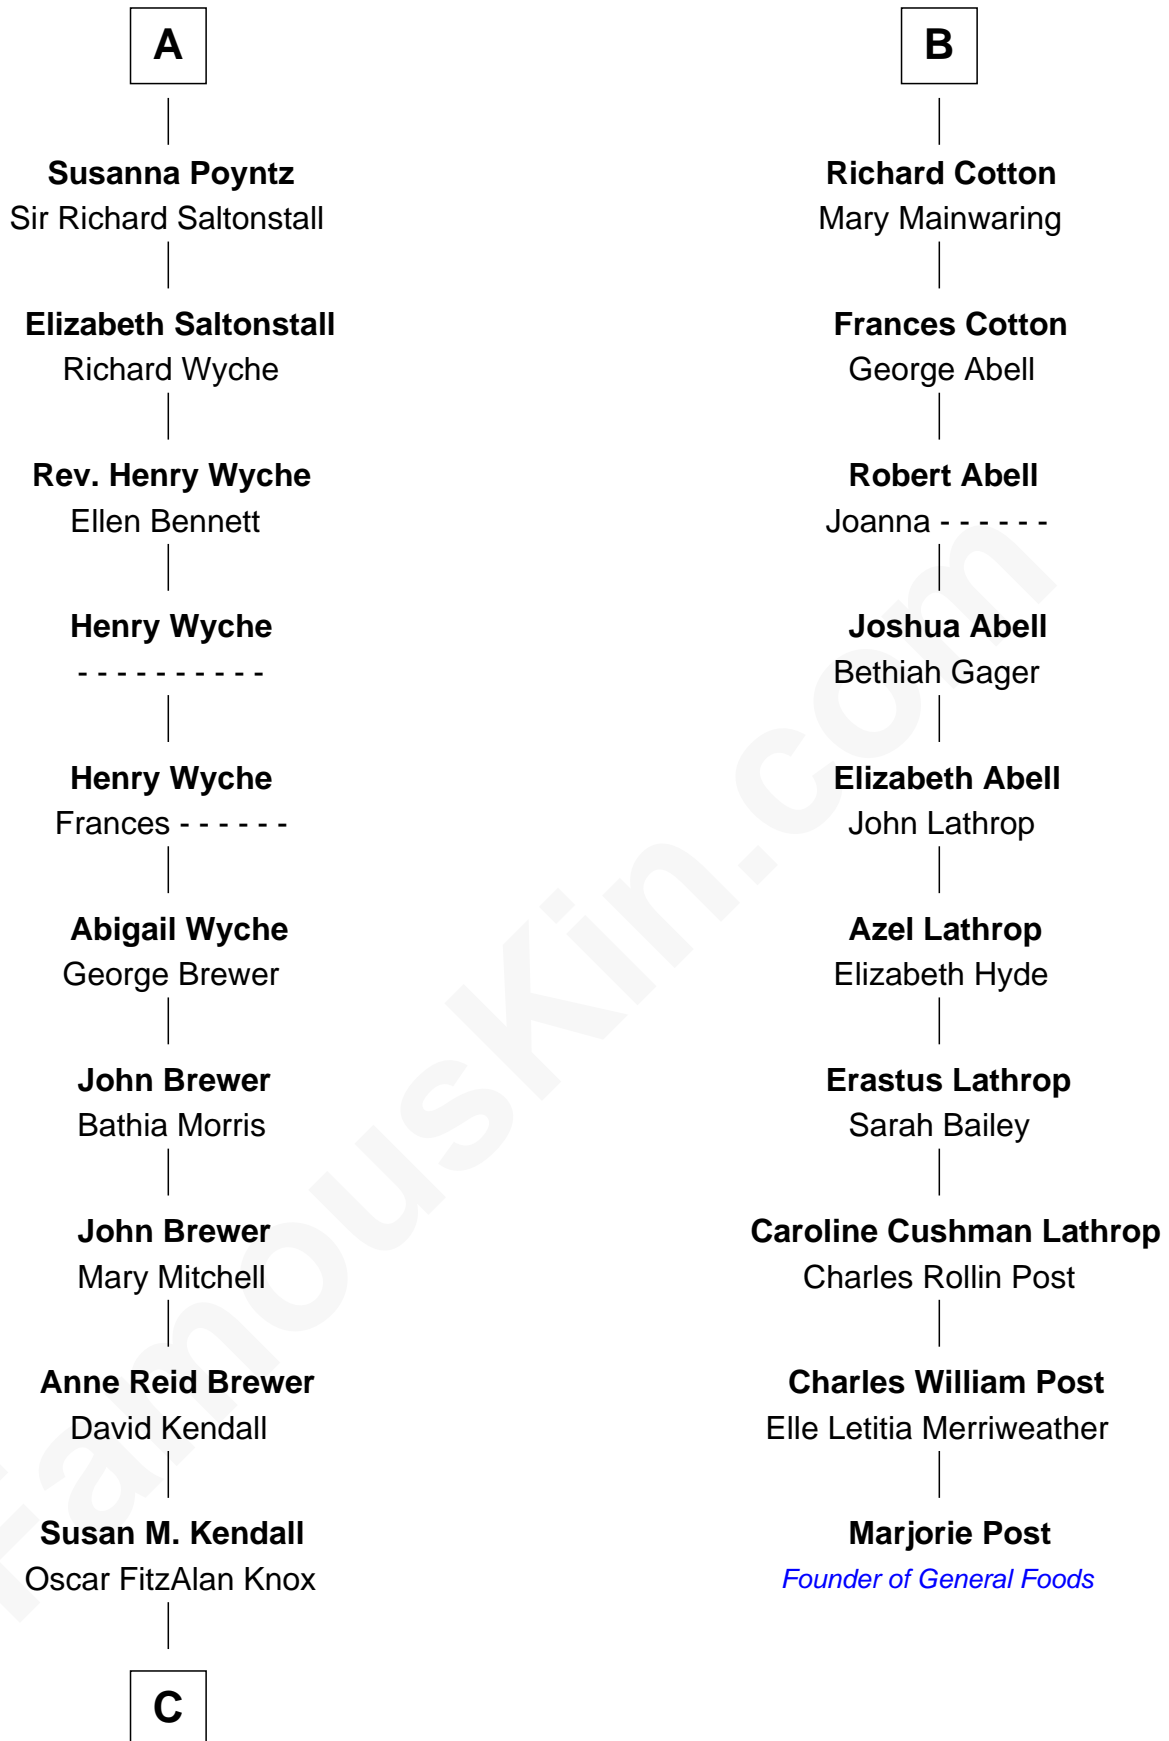 A
Susanna Poyntz
Sir Richard Saltonstall
Elizabeth Saltonstall
Richard Wyche
Rev. Henry Wyche
Ellen Bennett
Henry Wyche
- - - - - - - - - -
Henry Wyche
Frances - - - - - -
Abigail Wyche
George Brewer
John Brewer
Bathia Morris
John Brewer
Mary Mitchell
Anne Reid Brewer
David Kendall
Susan M. Kendall
Oscar FitzAlan Knox
C
B
Richard Cotton
Mary Mainwaring
Frances Cotton
George Abell
Robert Abell
Joanna - - - - - -
Joshua Abell
Bethiah Gager
Elizabeth Abell
John Lathrop
Azel Lathrop
Elizabeth Hyde
Erastus Lathrop
Sarah Bailey
Caroline Cushman Lathrop
Charles Rollin Post
Charles William Post
Elle Letitia Merriweather
Marjorie Post
Founder of General Foods
FamousKin.com